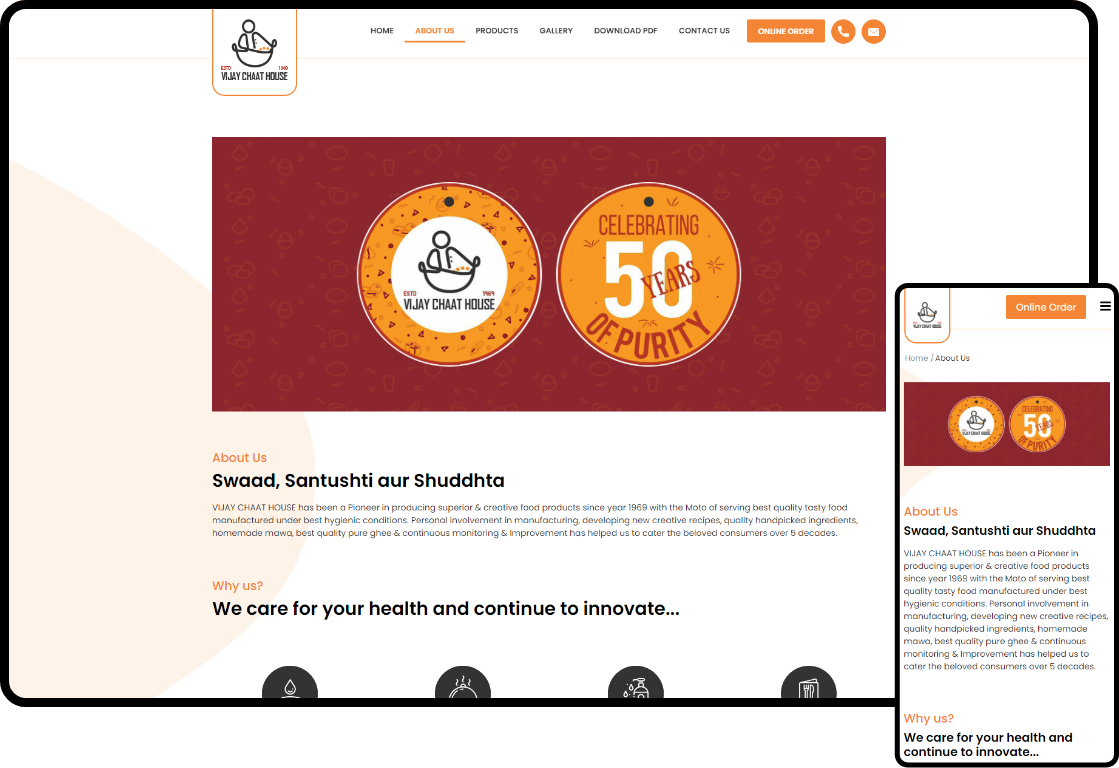 ESTD 1969
VIJAY CHAAT HOUSE
HOME ABOUT US PRODUCTS GALLERY DOWNLOAD PDF CONTACT US ONLINE ORDER
ESTD 1969
VIJAY CHAAT HOUSE
CELEBRATING
50
YEARS
OF PURITY
About Us
Swaad, Santushti aur Shuddhta
VIJAY CHAAT HOUSE has been a Pioneer in producing superior & creative food products since year 1969 with the Moto of serving best quality tasty food
manufactured under best hygienic conditions. Personal involvement in manufacturing, developing new creative recipes, quality handpicked ingredients,
homemade mawa, best quality pure ghee & continuous monitoring & Improvement has helped us to cater the beloved consumers over 5 decades.
Why us?
We care for your health and continue to innovate...
VIJAY CHAAT HOUSE
Online Order
Home / About Us
VIJAY CHAAT HOUSE
CELEBRATING
50
YEARS
OF PURITY
About Us
Swaad, Santushti aur Shuddhta
VIJAY CHAAT HOUSE has been a Pioneer in
producing superior & creative food products
since year 1969 with the Moto of serving best
quality tasty food manufactured under best
hygienic conditions. Personal involvement in
manufacturing, developing new creative recipes,
quality handpicked ingredients, homemade
mawa, best quality pure ghee & continuous
monitoring & Improvement has helped us to
cater the beloved consumers over 5 decades.
Why us?
We care for your health and
continue to innovate...